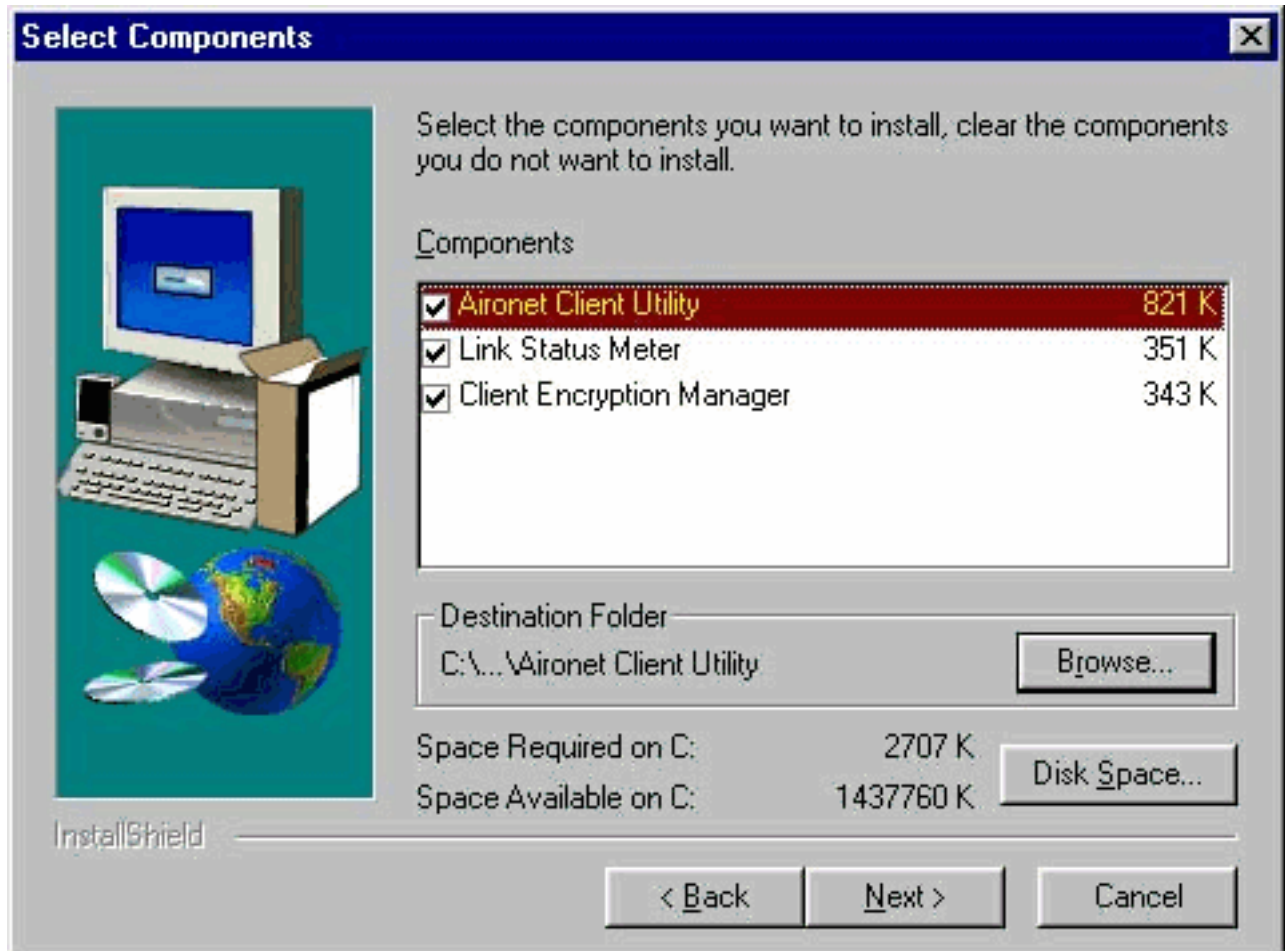 Select Components
Select the components you want to install, clear the components
you do not want to install.
Components
Aironet Client Utility 821 K
Link Status Meter 351 K
Client Encryption Manager 343 K
Destination Folder
C:\... \Aironet Client Utility
Browse...
Space Required on C: 2707 K
Disk Space...
Space Available on C: 1437760 K
InstallShield
< Back
Next >
Cancel